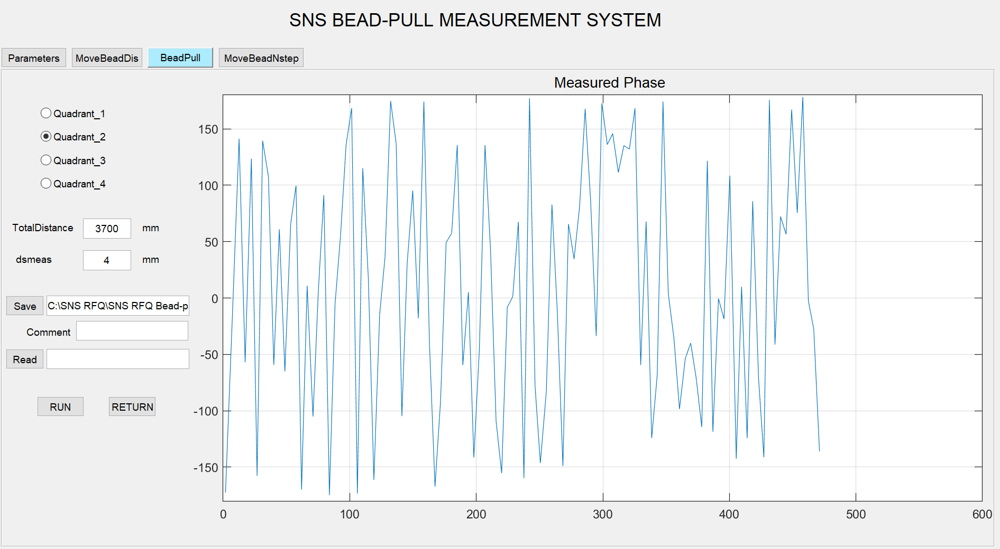 SNS BEAD-PULL MEASUREMENT SYSTEM
Parameters MoveBeadDis BeadPull MoveBeadNstep
Measured Phase
Quadrant_1
Quadrant_2
Quadrant_3
Quadrant_4
TotalDistance 3700 mm
dsmeas 4 mm
Save C:\SNS RFQ\SNS RFQ Bead-p
Comment
Read
RUN RETURN
150
100
50
0
-50
-100
-150
0 100 200 300 400 500 600